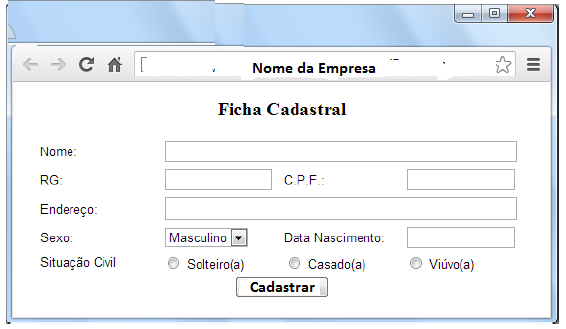 Nome da Empresa
Ficha Cadastral
Nome:
RG: C.P.F.:
Endereço:
Sexo: Masculino Data Nascimento:
Situação Civil Solteiro(a) Casado(a) Viúvo(a)
Cadastrar